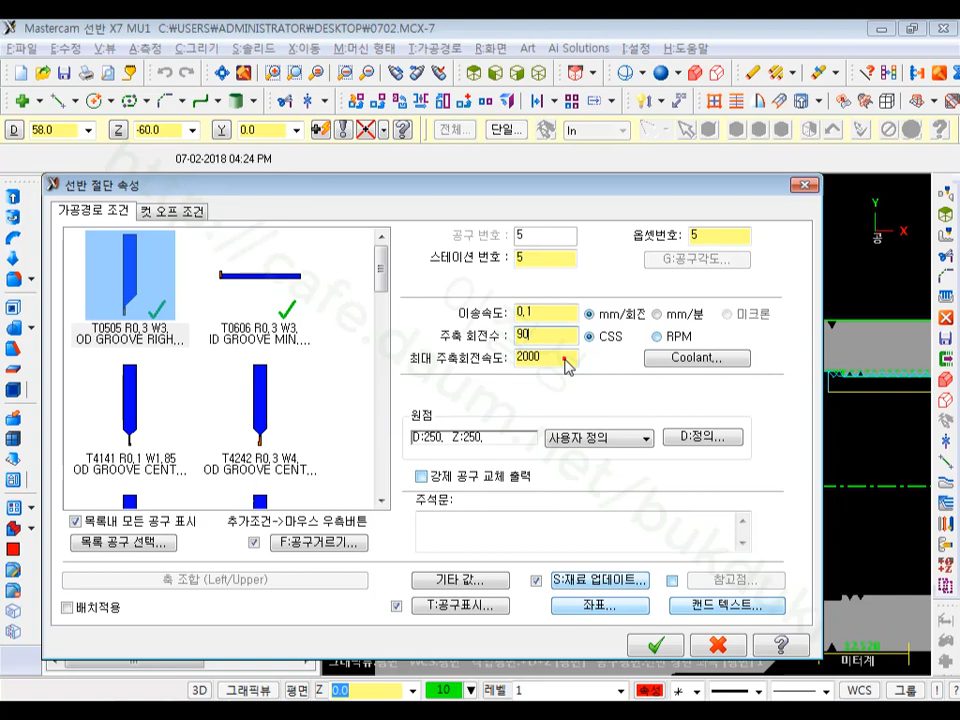 Mastercam 선반 X7 MU1 C:₩USERS₩ADMINISTRATOR₩DESKTOP₩0702.MCX-7
F:파일 E:수정 V:뷰 A:측정 C:그리기 S:솔리드 X:이동 M:머신 형태 T:가공경로 R:화면 Art Ai Solutions I:설정 H:도움말
D 58.0 Z -60.0 Y 0.0 전체... 단일... In
07-02-2018 04:24 PM
선반 절단 속성
가공경로 조건 컷 오프 조건
공구 번호: 5 옵셋번호: 5
스테이션 번호: 5 G:공구각도...
T0505 R0.3 W3.
OD GROOVE RIGH...
T0606 R0.3 W3.
ID GROOVE MIN....
이송속도: 0.1 mm/회전 mm/분 미크론
주축 회전수: 90 CSS RPM
최대 주축회전속도: 2000 Coolant...
원점
D:250. Z:250. 사용자 정의 D:정의...
T4141 R0.1 W1.85
OD GROOVE CENT...
T4242 R0.3 W4.
OD GROOVE CENT...
강제 공구 교체 출력
주석문:
목록내 모든 공구 표시 추가조건->마우스 우측버튼
목록 공구 선택... F:공구거르기...
축 조합 (Left/Upper) 기타 값... S:재료 업데이트... 참고점...
배치적용 T:공구표시... 좌표... 캔드 텍스트...
Y
X
공
미터계
3D 그래픽뷰 평면 Z 0.0 10 레벨 1 속성 WCS 그룹